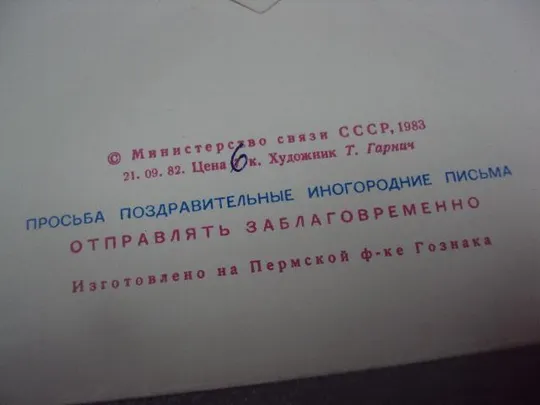 © Министерство связи СССР, 1983
21. 09. 82. Цена 6 к. Художник Т. Гарнич
ПРОСЬБА ПОЗДРАВИТЕЛЬНЫЕ ИНОГОРОДНИЕ ПИСЬМА
ОТПРАВЛЯТЬ ЗАБЛАГОВРЕМЕННО
Изготовлено на Пермской ф-ке Гознака